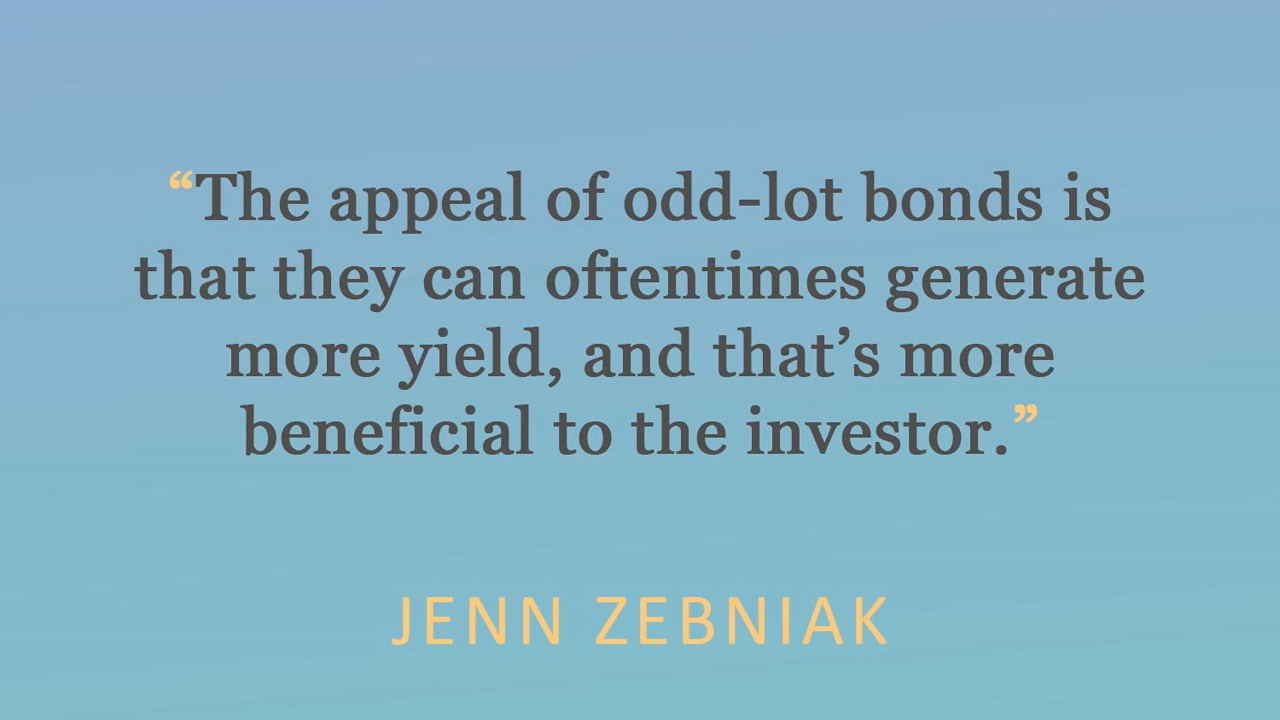 “The appeal of odd-lot bonds is
that they can oftentimes generate
more yield, and that’s more
beneficial to the investor.”
JENN ZEBNIAK